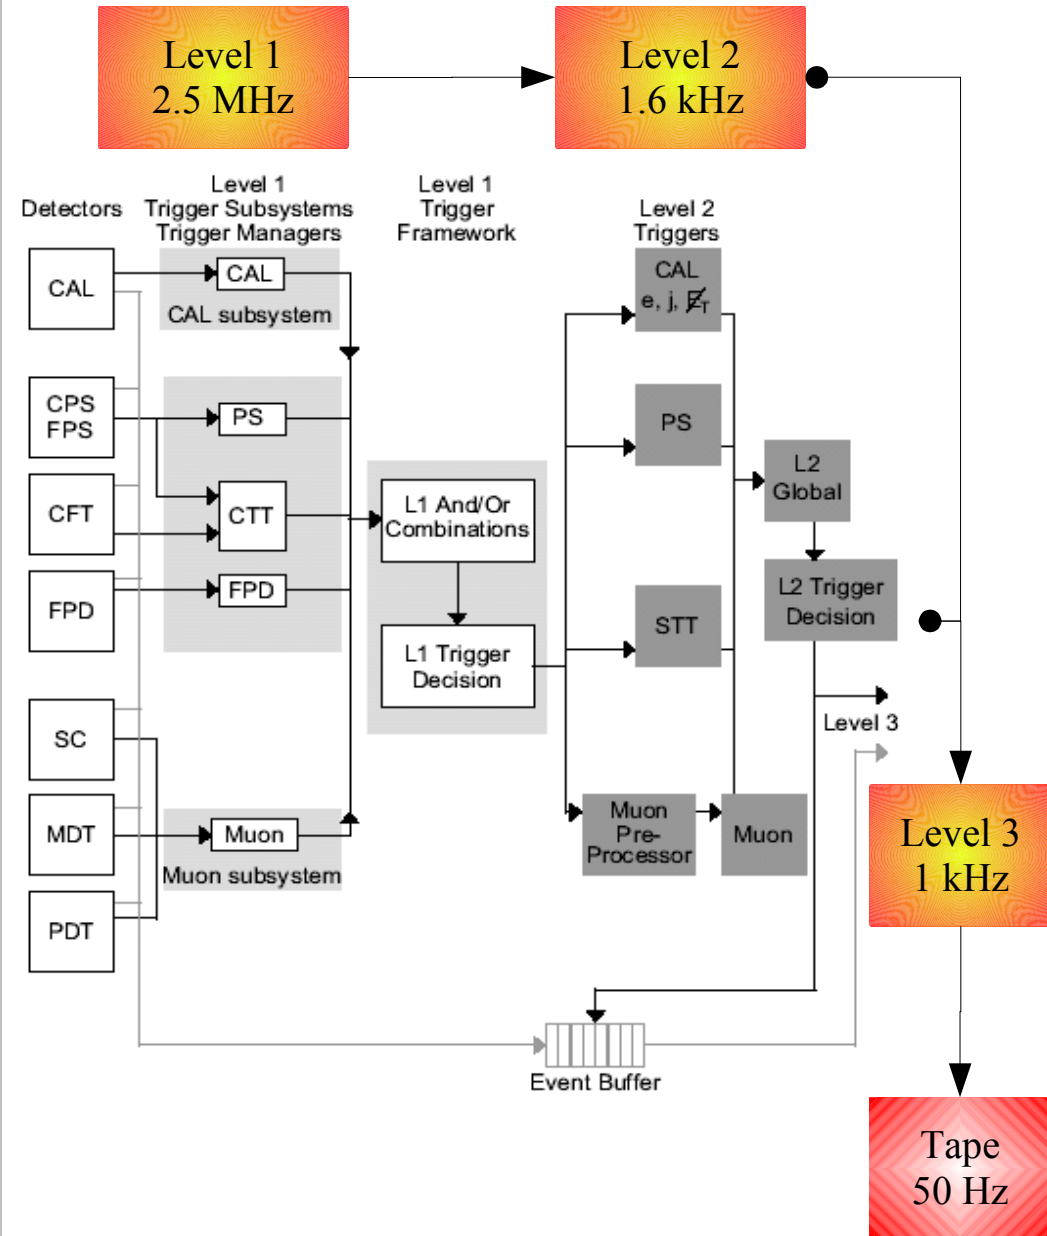 Level 1
2.5 MHz
Level 2
1.6 kHz
Detectors
Level 1
Trigger Subsystems
Trigger Managers
Level 1
Trigger
Framework
Level 2
Triggers
CAL
CAL
CAL subsystem
CAL
e, j, E̸T
CPS
FPS
PS
PS
CFT
CTT
L1 And/Or
Combinations
L2
Global
FPD
FPD
L1 Trigger
Decision
STT
L2 Trigger
Decision
SC
Level 3
MDT
Muon
Muon subsystem
Muon
Pre-
Processor
Muon
Level 3
1 kHz
PDT
Event Buffer
Tape
50 Hz